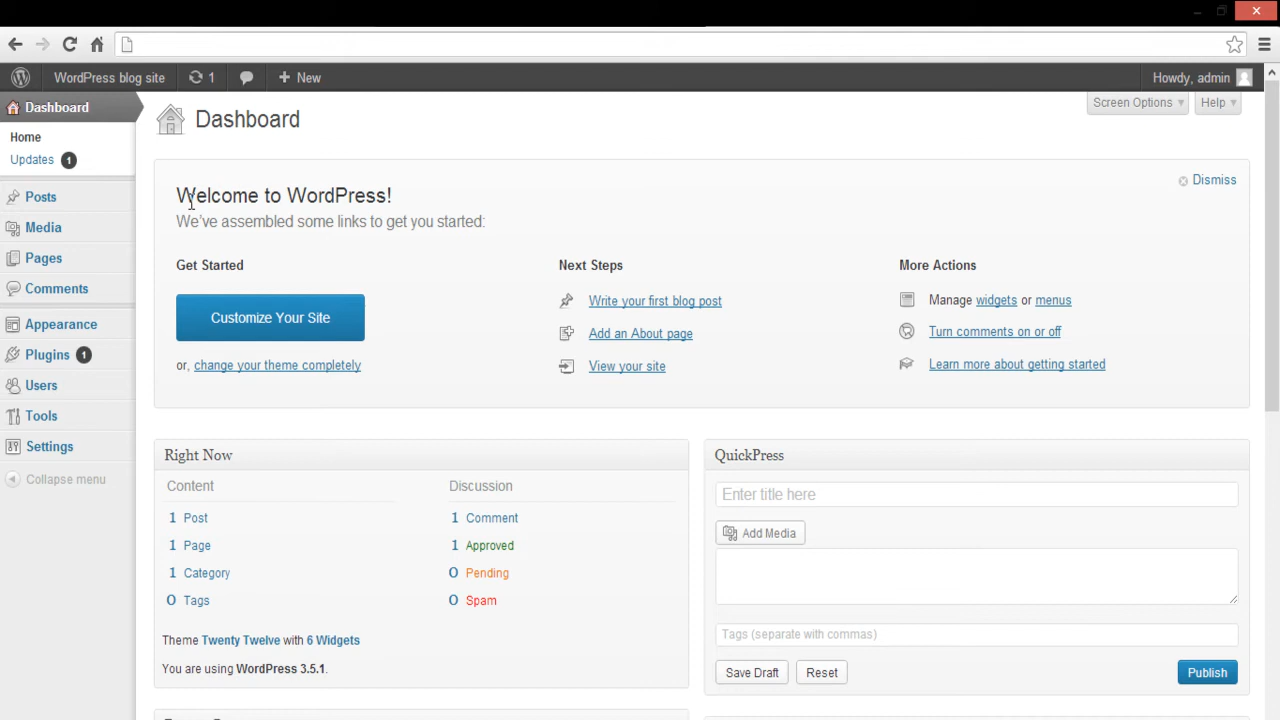 WordPress blog site 1 + New Howdy, admin
Dashboard
Home
Updates 1
Posts
Media
Pages
Comments
Appearance
Plugins 1
Users
Tools
Settings
Collapse menu
Screen Options Help
Dashboard
Dismiss
Welcome to WordPress!
We've assembled some links to get you started:
Get Started
Customize Your Site
or, change your theme completely
Next Steps
Write your first blog post
Add an About page
View your site
More Actions
Manage widgets or menus
Turn comments on or off
Learn more about getting started
Right Now
Content
1 Post
1 Page
1 Category
0 Tags
Discussion
1 Comment
1 Approved
0 Pending
0 Spam
Theme Twenty Twelve with 6 Widgets
You are using WordPress 3.5.1.
QuickPress
Enter title here
Add Media
Tags (separate with commas)
Save Draft Reset Publish